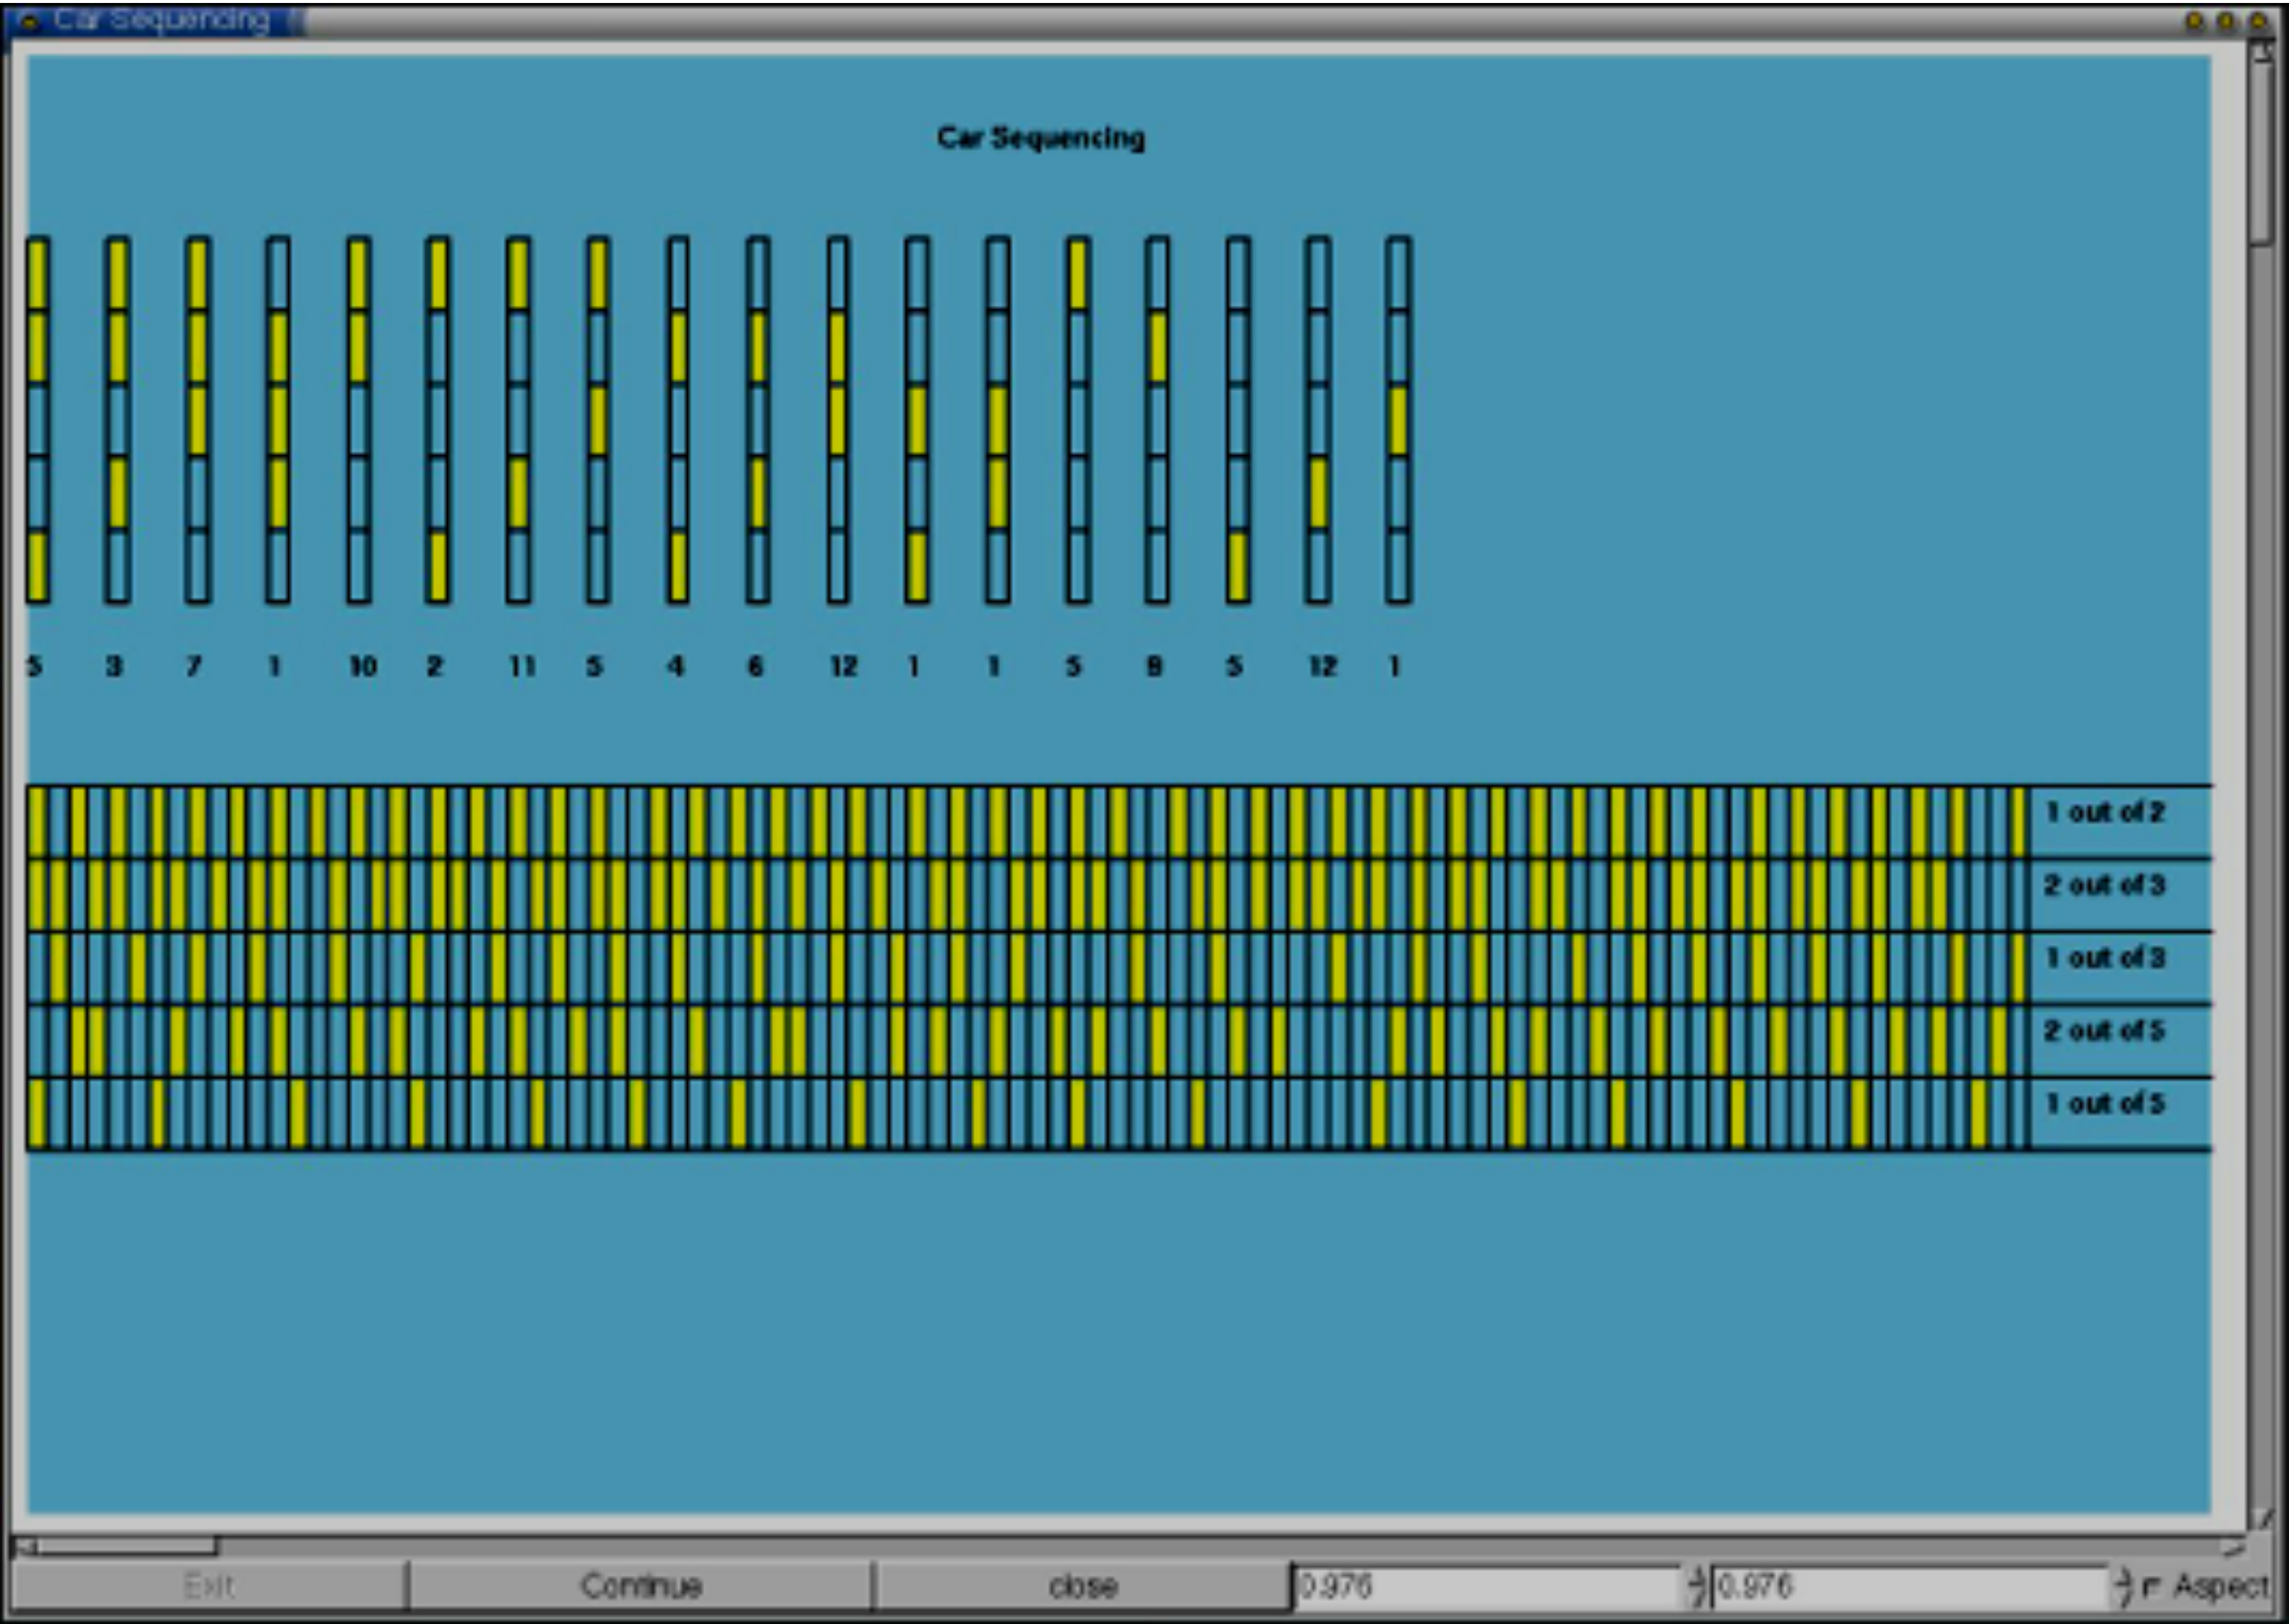 Car Sequencing
Car Sequencing
5 3 7 1 10 2 11 5 4 6 12 1 1 5 9 5 12 1
1 out of 2
2 out of 3
1 out of 3
2 out of 5
1 out of 5
Exit Continue close 0.976 0.976 Aspect